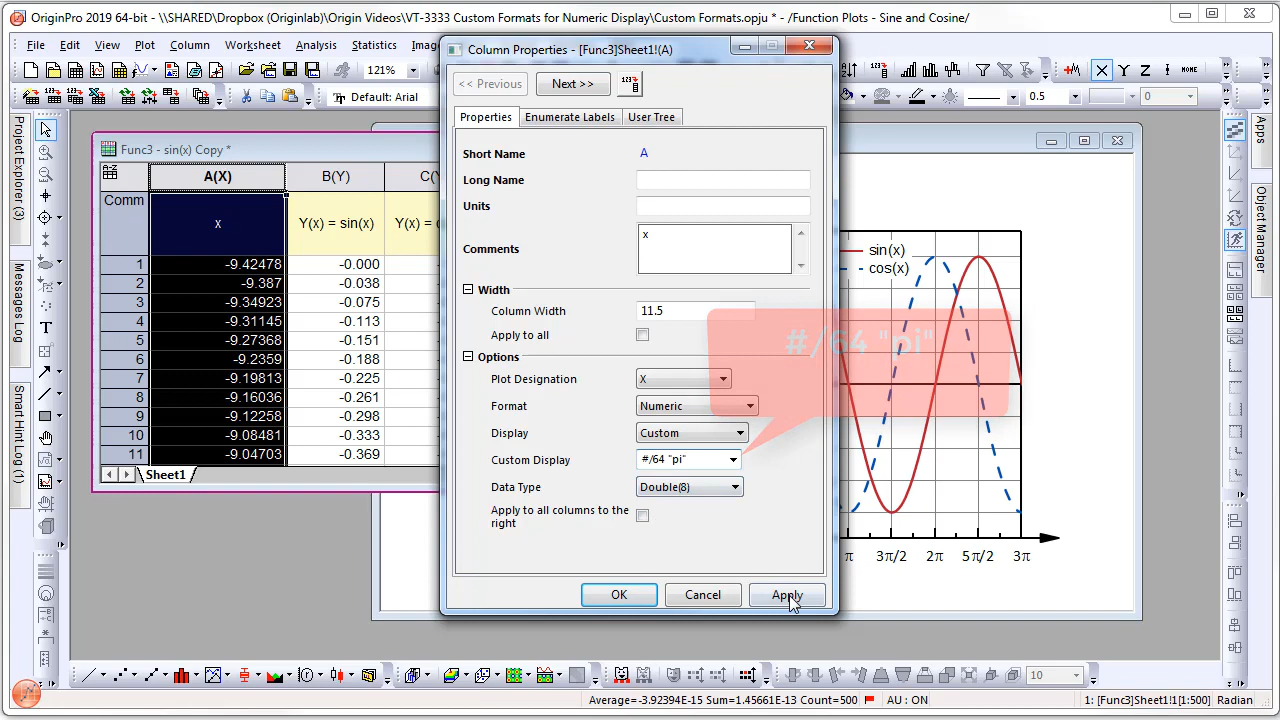 OriginPro 2019 64-bit - \\SHARED\Dropbox (Originlab)\Origin Videos\VT-3333 Custom Formats for Numeric Display\Custom Formats.opju * - /Function Plots - Sine and Cosine/
File Edit View Plot Column Worksheet Analysis Statistics Imag
121%
Default: Arial
0.5
0
NONE
Column Properties - [Func3]Sheet1!(A)
<< Previous Next >>
Properties Enumerate Labels User Tree
Short Name A
Long Name
Units
Comments x
Width
Column Width 11.5
Apply to all
Options
Plot Designation X
Format Numeric
Display Custom
Custom Display #/64 "pi"
Data Type Double(8)
Apply to all columns to the
right
OK Cancel Apply
#/64 "pi"
Project Explorer (3)
Messages Log
Smart Hint Log (1)
Apps
Object Manager
Func3 - sin(x) Copy *
A(X) B(Y) C(Y
Comm x Y(x) = sin(x) Y(x) = c
1 -9.42478 -0.000
2 -9.387 -0.038
3 -9.34923 -0.075
4 -9.31145 -0.113
5 -9.27368 -0.151
6 -9.2359 -0.188
7 -9.19813 -0.225
8 -9.16036 -0.261
9 -9.12258 -0.298
10 -9.08481 -0.333
11 -9.04703 -0.369
Sheet1
sin(x)
cos(x)
π 3π/2 2π 5π/2 3π
10
Average=-3.92394E-15 Sum=1.45661E-13 Count=500 AU : ON 1: [Func3]Sheet1!1[1:500] Radian